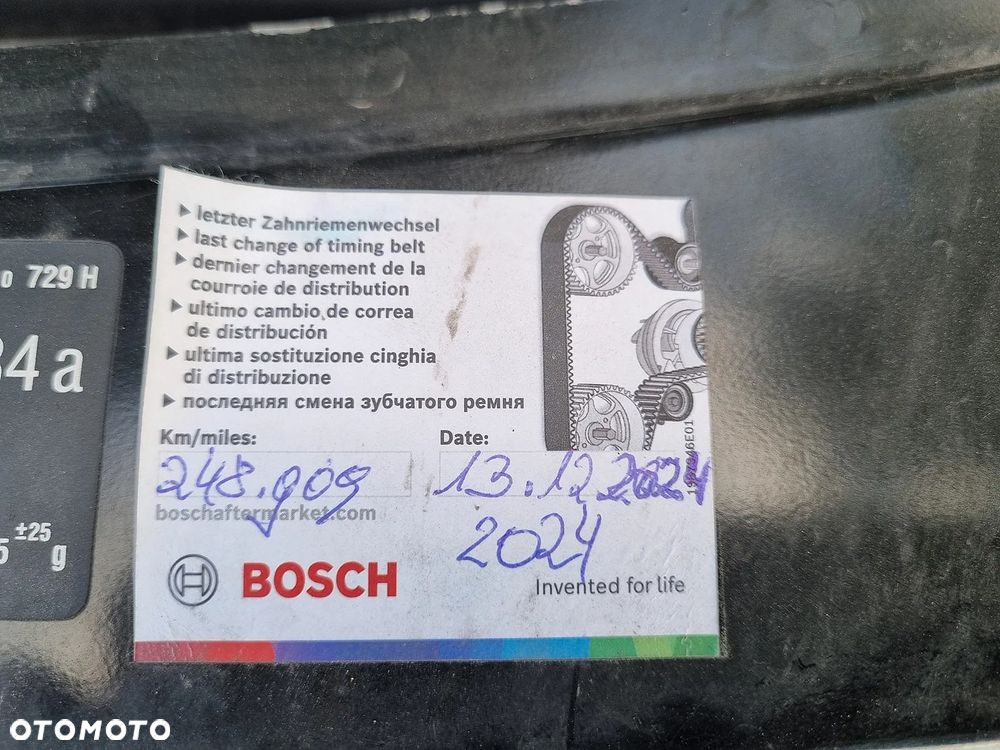 729 H
4 a
±25
g
▶ letzter Zahnriemenwechsel
▶ last change of timing belt
▶ dernier changement de la
courroie de distribution
▶ ultimo cambio de correa
de distribución
▶ ultima sostituzione cinghia
di distribuzione
▶ последняя смена зубчатого ремня
Km/miles:
Date:
248.909
13.12.2024
boschaftermarket.com
2024
BOSCH
Invented for life
OTOMOTO